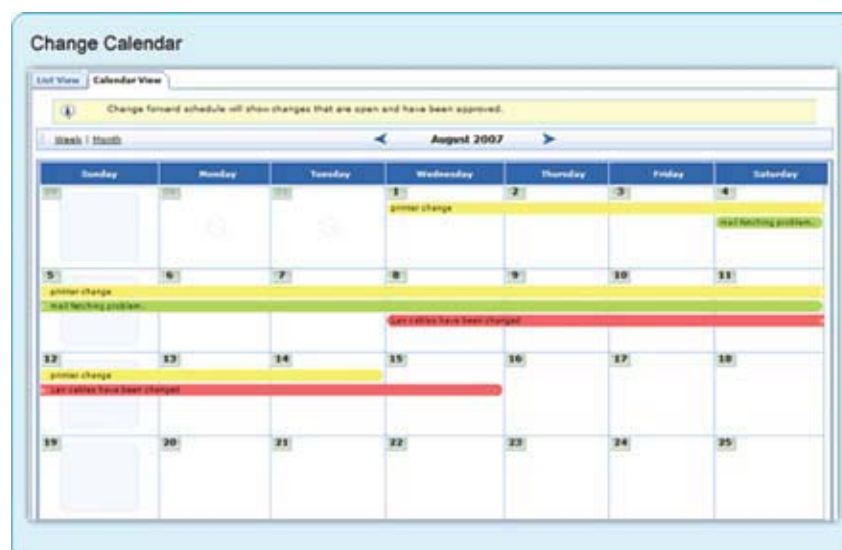 Change Calendar
List View Calendar View
Change forward schedule will show changes that are open and have been approved.
Week | Month August 2007
Sunday Monday Tuesday Wednesday Thursday Friday Saturday
1 2 3 4
printer change
mail fetching problem..
5 6 7 8 9 10 11
printer change
mail fetching problem..
Lan cables have been changed
12 13 14 15 16 17 18
printer change
Lan cables have been changed
19 20 21 22 23 24 25